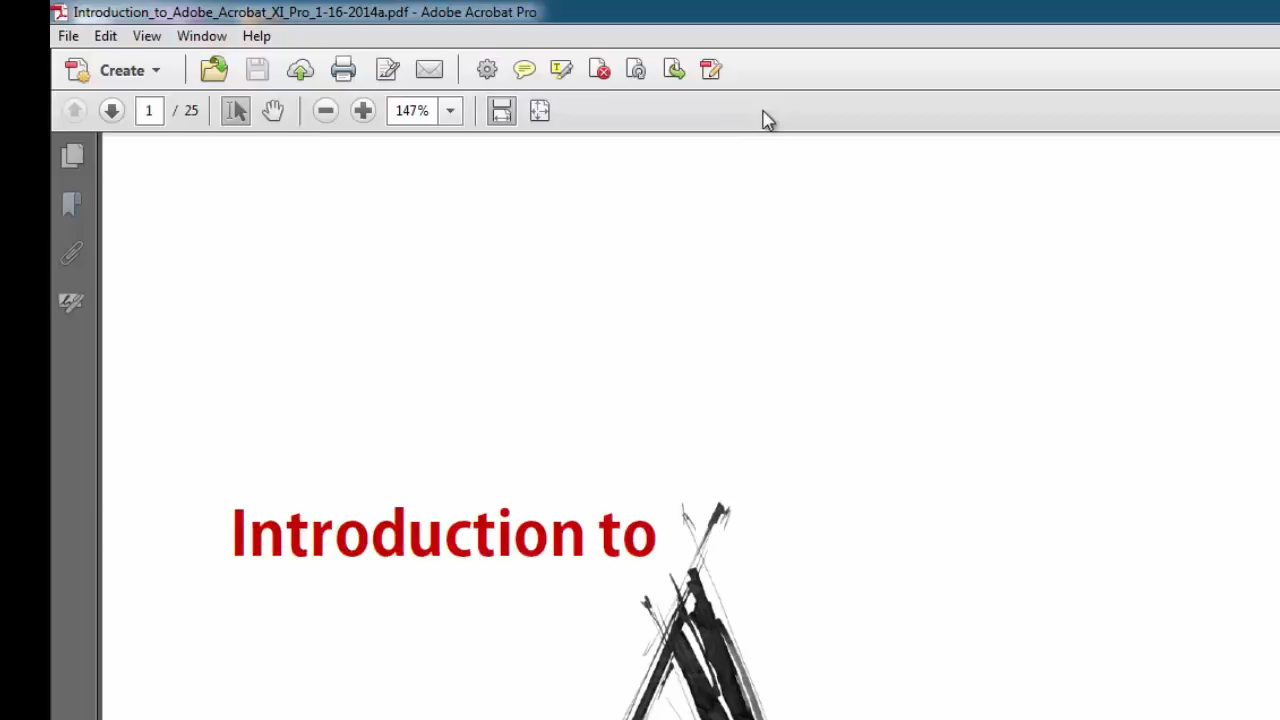 Introduction_to_Adobe_Acrobat_XI_Pro_1-16-2014a.pdf - Adobe Acrobat Pro
File Edit View Window Help
Create
1 / 25 147%
Introduction to